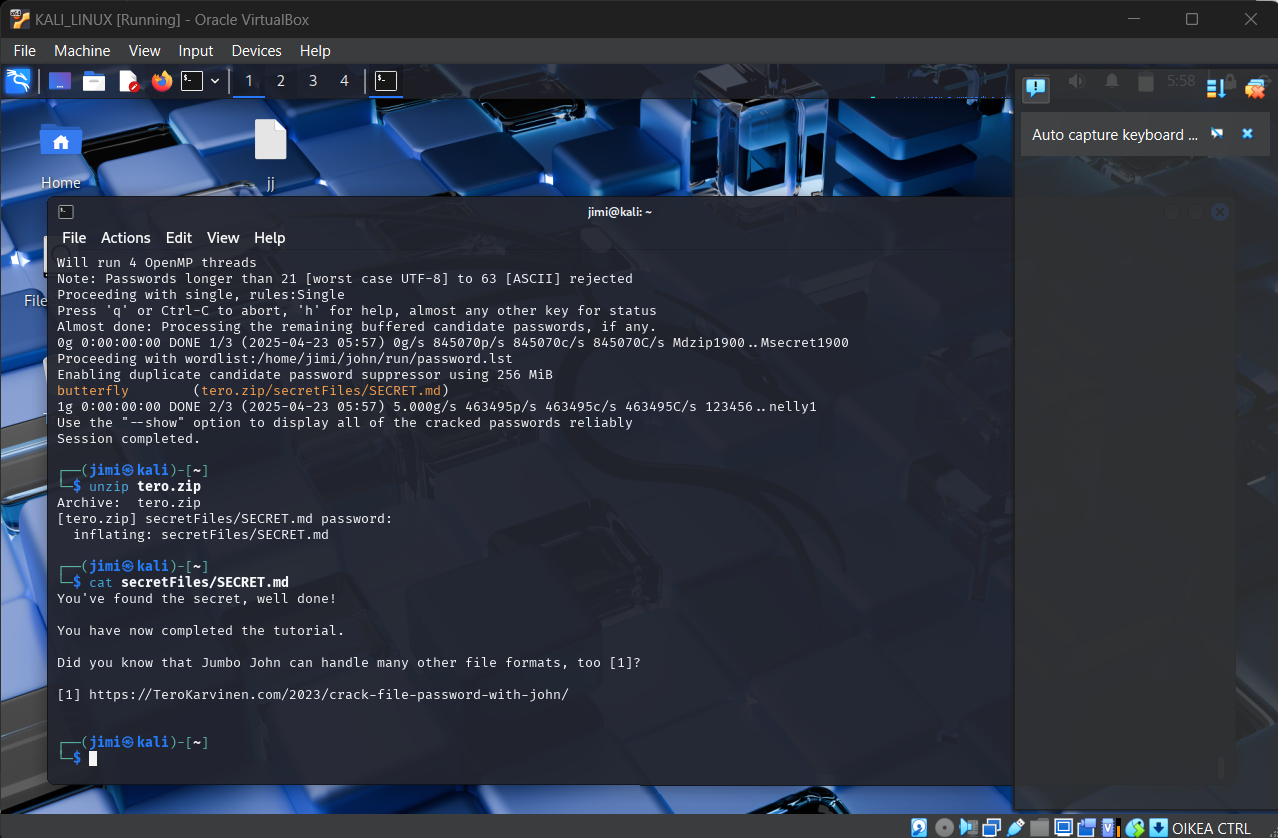 KALI_LINUX [Running] - Oracle VirtualBox
File Machine View Input Devices Help
1 2 3 4
5:58
Auto capture keyboard ...
Home
jj
File
jimi@kali: ~
File Actions Edit View Help
Will run 4 OpenMP threads
Note: Passwords longer than 21 [worst case UTF-8] to 63 [ASCII] rejected
Proceeding with single, rules:Single
Press 'q' or Ctrl-C to abort, 'h' for help, almost any other key for status
Almost done: Processing the remaining buffered candidate passwords, if any.
0g 0:00:00:00 DONE 1/3 (2025-04-23 05:57) 0g/s 845070p/s 845070c/s 845070C/s Mdzip1900..Msecret1900
Proceeding with wordlist:/home/jimi/john/run/password.lst
Enabling duplicate candidate password suppressor using 256 MiB
butterfly        (tero.zip/secretFiles/SECRET.md)
1g 0:00:00:00 DONE 2/3 (2025-04-23 05:57) 5.000g/s 463495p/s 463495c/s 463495C/s 123456..nelly1
Use the "--show" option to display all of the cracked passwords reliably
Session completed.
┌──(jimi㉿kali)-[~]
└─$ unzip tero.zip
Archive:  tero.zip
[tero.zip] secretFiles/SECRET.md password:
  inflating: secretFiles/SECRET.md
┌──(jimi㉿kali)-[~]
└─$ cat secretFiles/SECRET.md
You've found the secret, well done!
You have now completed the tutorial.
Did you know that Jumbo John can handle many other file formats, too [1]?
[1] https://TeroKarvinen.com/2023/crack-file-password-with-john/
┌──(jimi㉿kali)-[~]
└─$
OIKEA CTRL